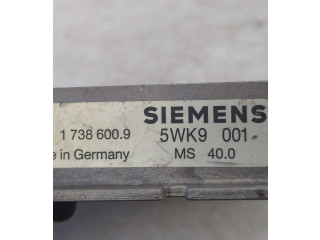 SIEMENS
1 738 600.9 5WK9 001
in Germany MS 40.0